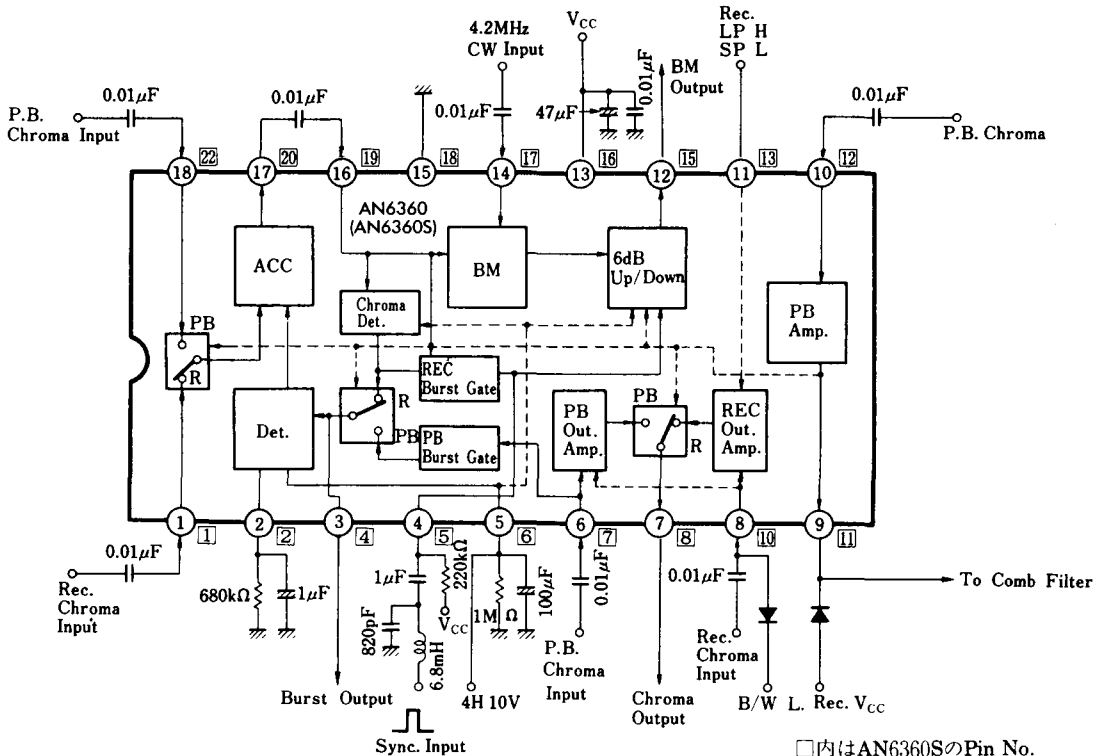 4.2MHz
CW Input
VCC
Rec.
LP H
SP L
BM
Output
0.01μF
P.B.
Chroma Input
0.01μF
0.01μF
47μF
0.01μF
0.01μF
P.B. Chroma
18 22
17 20
16 19
15 18
14 17
13 16
12 15
11 13
10 12
AN6360
(AN6360S)
ACC
BM
6dB
Up/Down
PB
Amp.
Chroma
Det.
PB
R
REC
Burst Gate
R
PB
PB
Burst Gate
Det.
PB
Out.
Amp.
PB
R
REC
Out.
Amp.
1 1
2 2
3 4
4 5
5 6
6 7
7 8
8 10
9 11
0.01μF
Rec.
Chroma
Input
680kΩ
1μF
Burst Output
1μF
220kΩ
VCC
820pF
6.8mH
Sync. Input
1MΩ
100μF
4H 10V
0.01μF
P.B.
Chroma
Input
Chroma
Output
0.01μF
Rec.
Chroma
Input
B/W L.
Rec. VCC
To Comb Filter
□内はAN6360SのPin No.